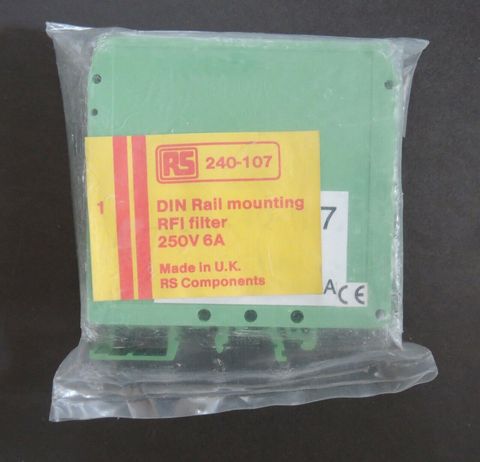 RS 240-107
1
DIN Rail mounting
RFI filter
250V 6A
Made in U.K.
RS Components
7
A CE